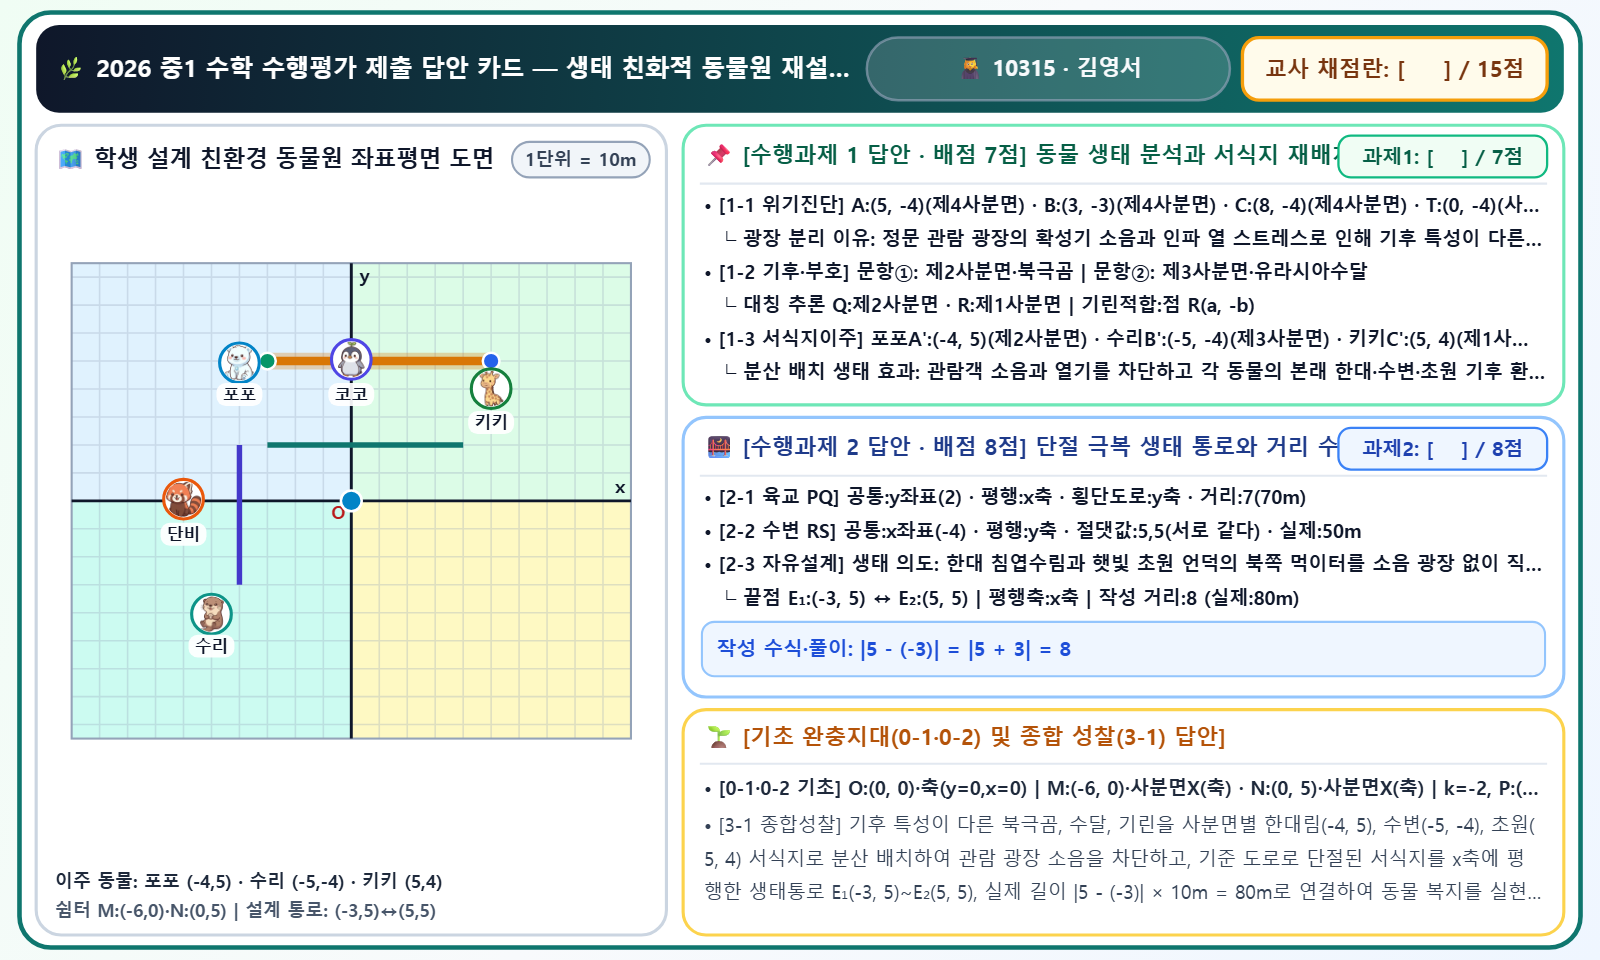 🌿 2026 중1 수학 수행평가 제출 답안 카드 — 생태 친화적 동물원 재설...
10315 · 김영서
교사 채점란: [ ] / 15점
학생 설계 친환경 동물원 좌표평면 도면
1단위 = 10m
y
포포
코코
키키
x
O
단비
수리
이주 동물: 포포 (-4,5) · 수리 (-5,-4) · 키키 (5,4)
쉼터 M:(-6,0)·N:(0,5) | 설계 통로: (-3,5)↔(5,5)
[수행과제 1 답안 · 배점 7점] 동물 생태 분석과 서식지 재배
과제1: [ ] / 7점
• [1-1 위기진단] A:(5, -4)(제4사분면) · B:(3, -3)(제4사분면) · C:(8, -4)(제4사분면) · T:(0, -4)(사...
└ 광장 분리 이유: 정문 관람 광장의 확성기 소음과 인파 열 스트레스로 인해 기후 특성이 다른...
• [1-2 기후·부호] 문항①: 제2사분면·북극곰 | 문항②: 제3사분면·유라시아수달
└ 대칭 추론 Q:제2사분면 · R:제1사분면 | 기린적합:점 R(a, -b)
• [1-3 서식지이주] 포포A':(-4, 5)(제2사분면) · 수리B':(-5, -4)(제3사분면) · 키키C':(5, 4)(제1사...
└ 분산 배치 생태 효과: 관람객 소음과 열기를 차단하고 각 동물의 본래 한대·수변·초원 기후 환...
[수행과제 2 답안 · 배점 8점] 단절 극복 생태 통로와 거리 수
과제2: [ ] / 8점
• [2-1 육교 PQ] 공통:y좌표(2) · 평행:x축 · 횡단도로:y축 · 거리:7(70m)
• [2-2 수변 RS] 공통:x좌표(-4) · 평행:y축 · 절댓값:5,5(서로 같다) · 실제:50m
• [2-3 자유설계] 생태 의도: 한대 침엽수림과 햇빛 초원 언덕의 북쪽 먹이터를 소음 광장 없이 직...
└ 끝점 E₁:(-3, 5) ↔ E₂:(5, 5) | 평행축:x축 | 작성 거리:8 (실제:80m)
작성 수식·풀이: |5 - (-3)| = |5 + 3| = 8
[기초 완충지대(0-1·0-2) 및 종합 성찰(3-1) 답안]
• [0-1·0-2 기초] O:(0, 0)·축(y=0,x=0) | M:(-6, 0)·사분면X(축) · N:(0, 5)·사분면X(축) | k=-2, P:(...
• [3-1 종합성찰] 기후 특성이 다른 북극곰, 수달, 기린을 사분면별 한대림(-4, 5), 수변(-5, -4), 초원(
5, 4) 서식지로 분산 배치하여 관람 광장 소음을 차단하고, 기준 도로로 단절된 서식지를 x축에 평
행한 생태통로 E₁(-3, 5)~E₂(5, 5), 실제 길이 |5 - (-3)| × 10m = 80m로 연결하여 동물 복지를 실현...